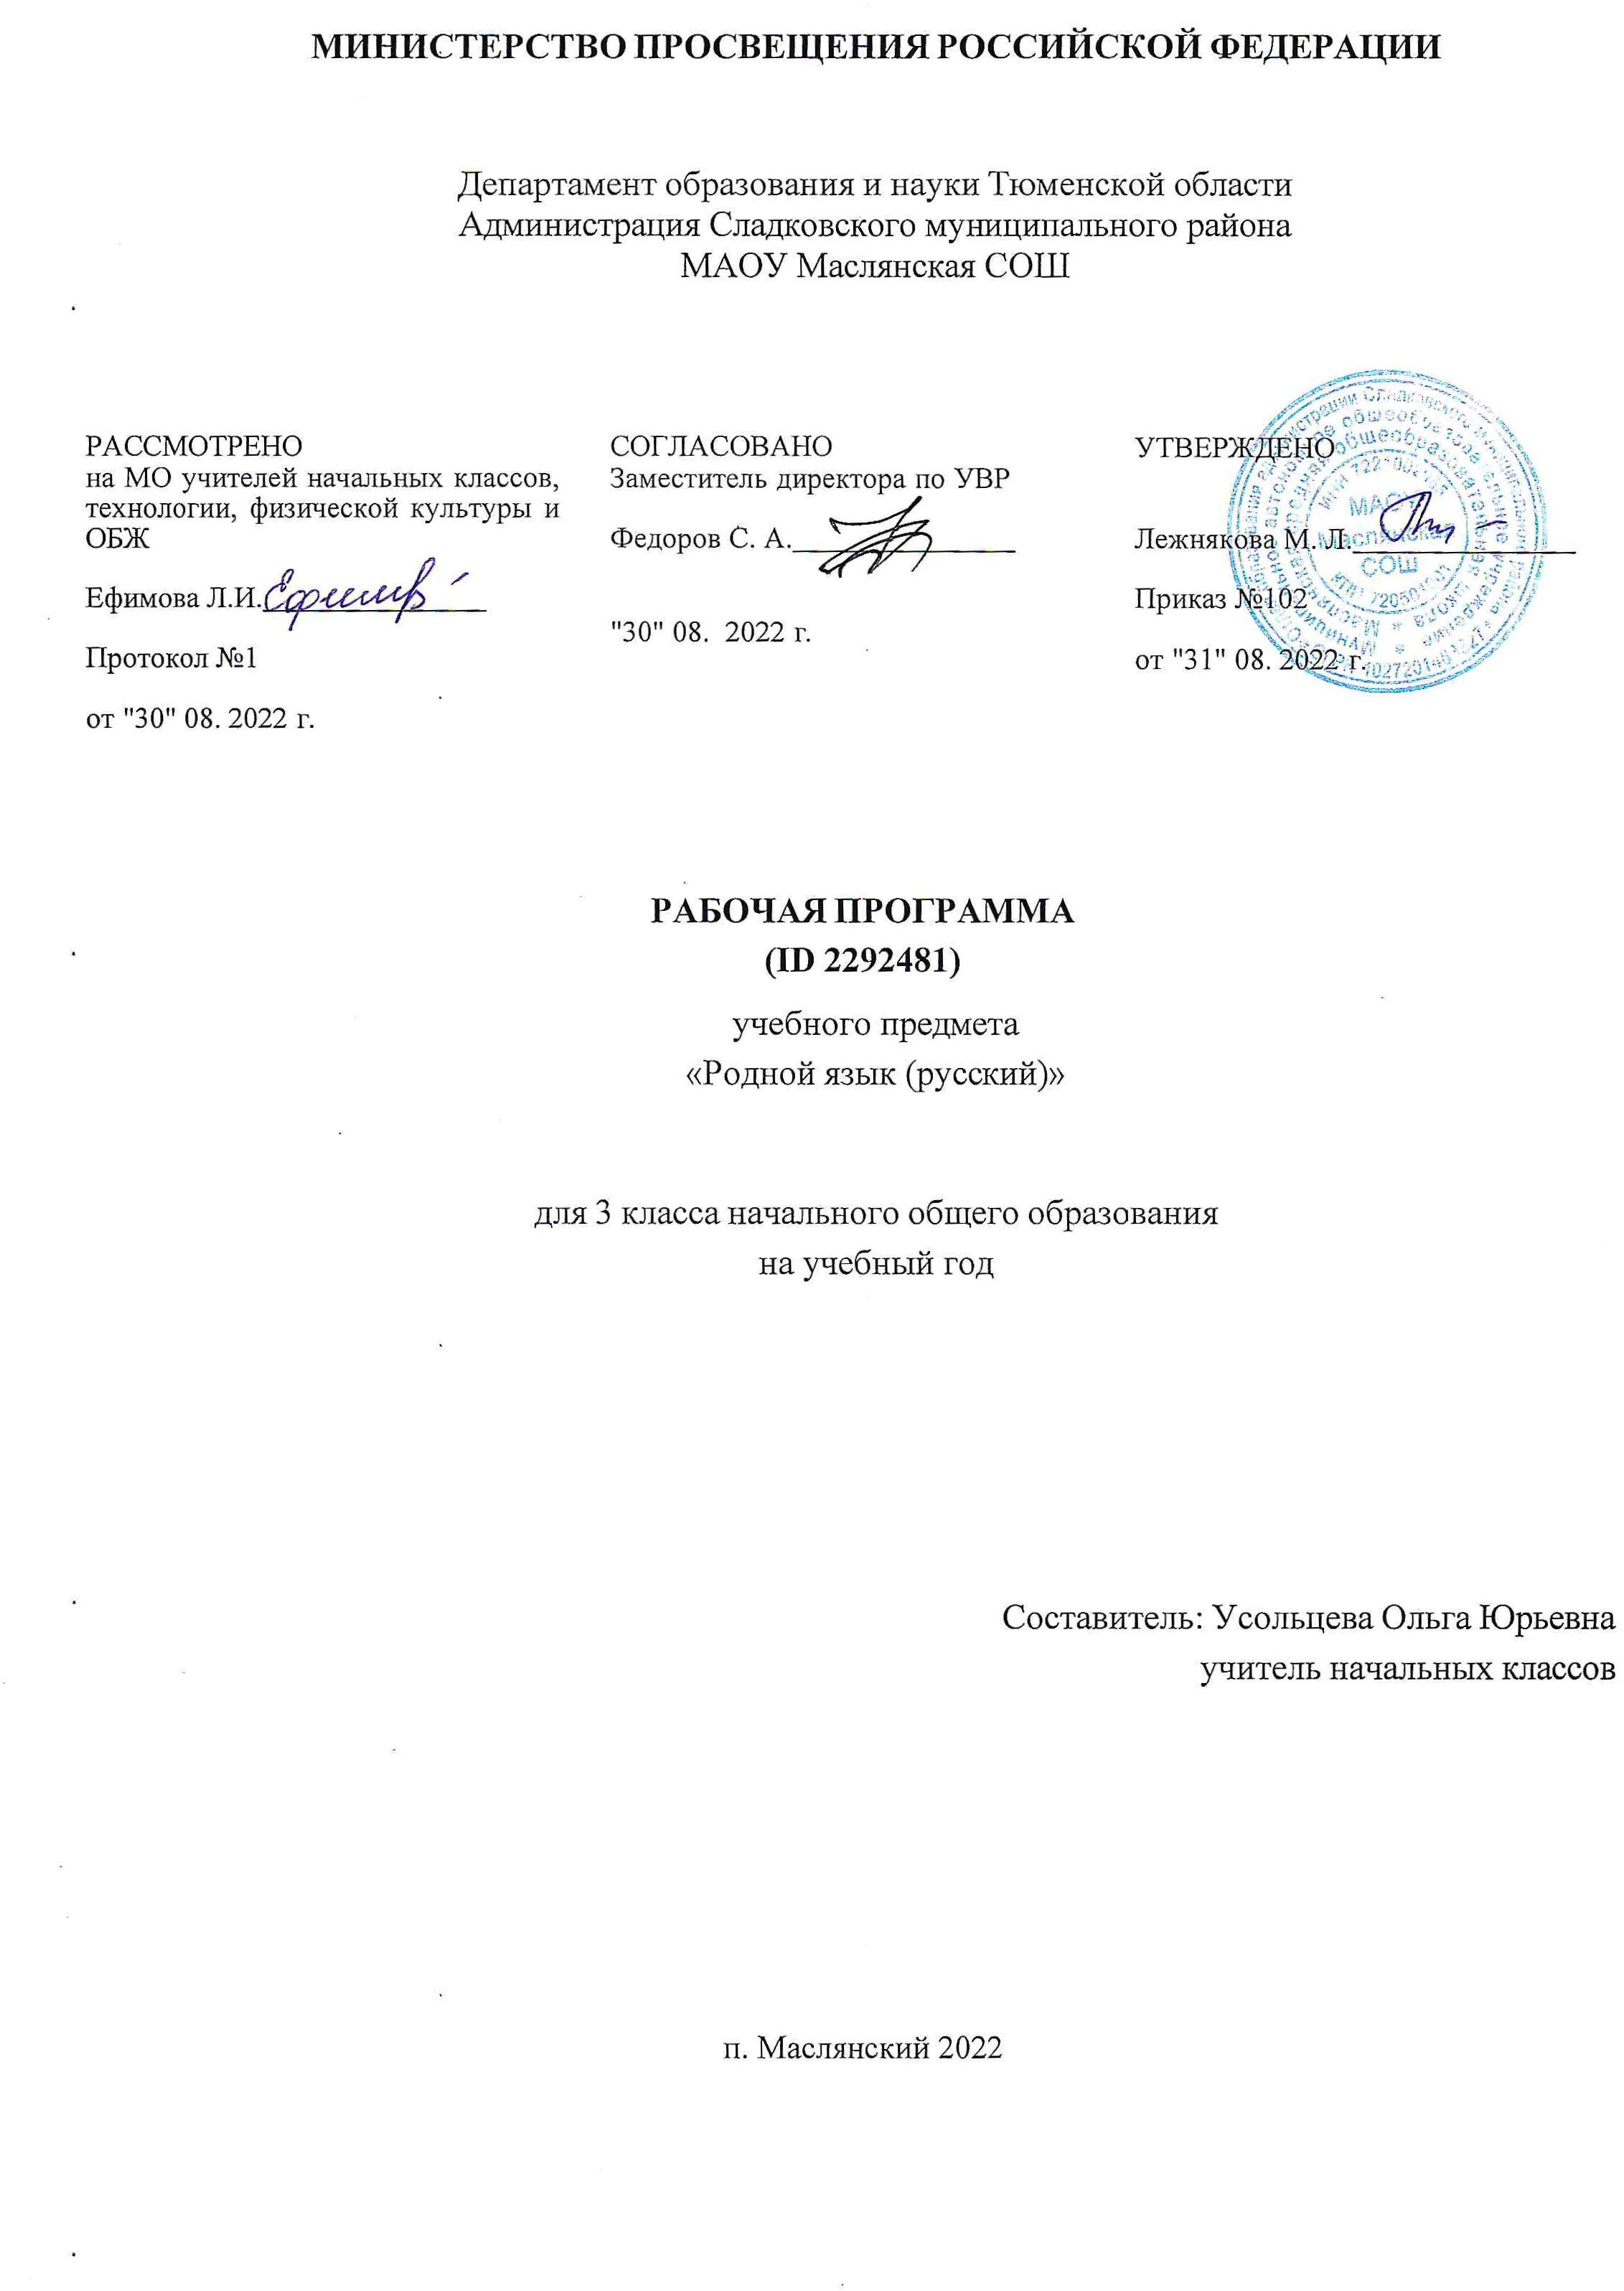 МИНИСТЕРСТВО ПРОСВЕЩЕНИЯ РОССИЙСКОЙ ФЕДЕРАЦИИ
Департамент образования и науки Тюменской области
Администрация Сладковского муниципального района
МАОУ Маслянская СОШ
РАССМОТРЕНО
на МО учителей начальных классов,
технологии, физической культуры и
ОБЖ
Ефимова Л.И.
Протокол №1
от "30" 08. 2022 г.
СОГЛАСОВАНО
Заместитель директора по УВР
Федоров С. А.
"30" 08. 2022 г.
УТВЕРЖДЕНО
Лежнякова М. Л.
Приказ №102
от "31" 08. 2022 г.
МАОУ
Маслянская
СОШ
РАБОЧАЯ ПРОГРАММА
(ID 2292481)
учебного предмета
«Родной язык (русский)»
для 3 класса начального общего образования
на учебный год
Составитель: Усольцева Ольга Юрьевна
учитель начальных классов
п. Маслянский 2022